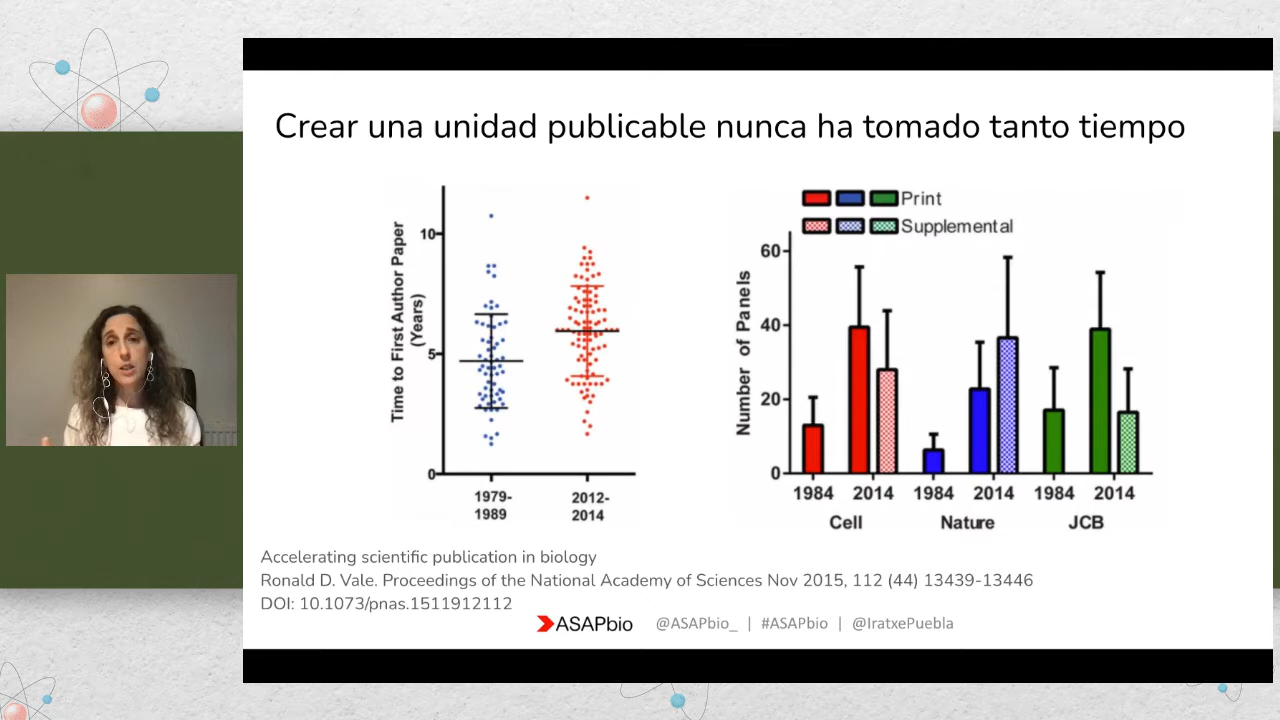 Crear una unidad publicable nunca ha tomado tanto tiempo
Time to First Author Paper
(Years)
10
5
0
1979-
1989
2012-
2014
Print
Supplemental
Number of Panels
60
40
20
0
1984 2014 1984 2014 1984 2014
Cell Nature JCB
Accelerating scientific publication in biology
Ronald D. Vale. Proceedings of the National Academy of Sciences Nov 2015, 112 (44) 13439-13446
DOI: 10.1073/pnas.1511912112
ASAPbio @ASAPbio_ | #ASAPbio | @IratxePuebla